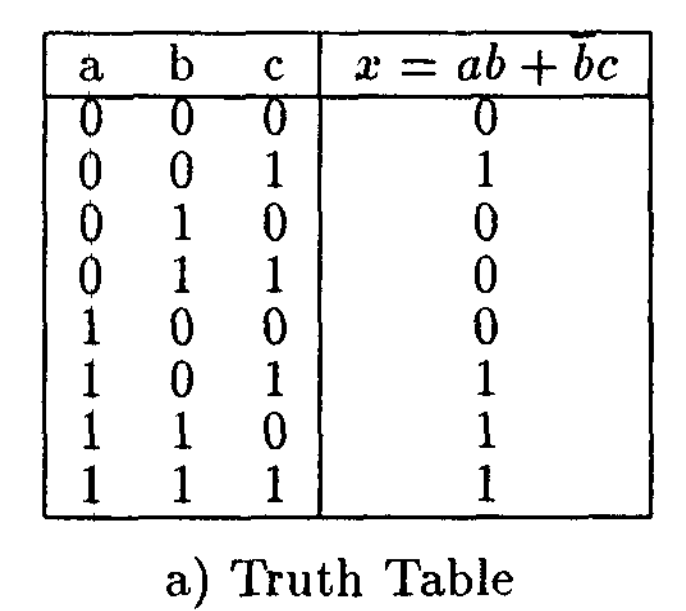 a b c x = ab + b̄c
0 0 0 0
0 0 1 1
0 1 0 0
0 1 1 0
1 0 0 0
1 0 1 1
1 1 0 1
1 1 1 1
a) Truth Table